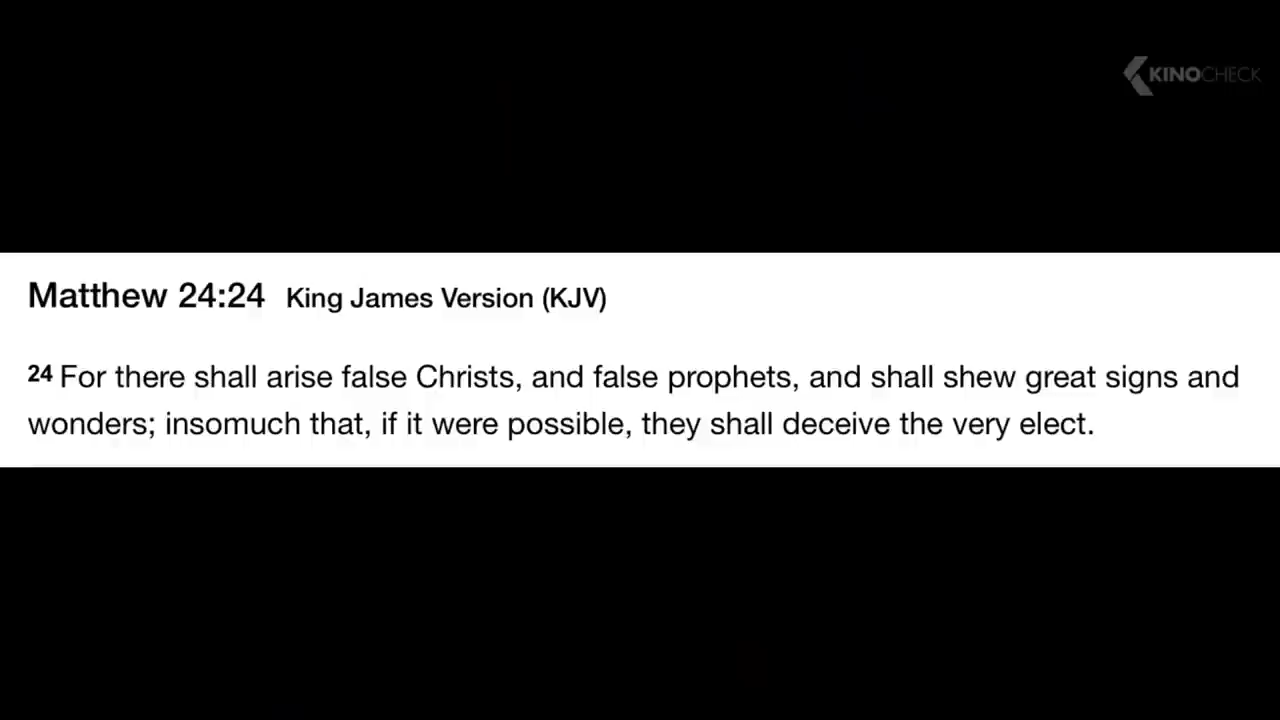 KINOCHECK
Matthew 24:24 King James Version (KJV)
24 For there shall arise false Christs, and false prophets, and shall shew great signs and
wonders; insomuch that, if it were possible, they shall deceive the very elect.